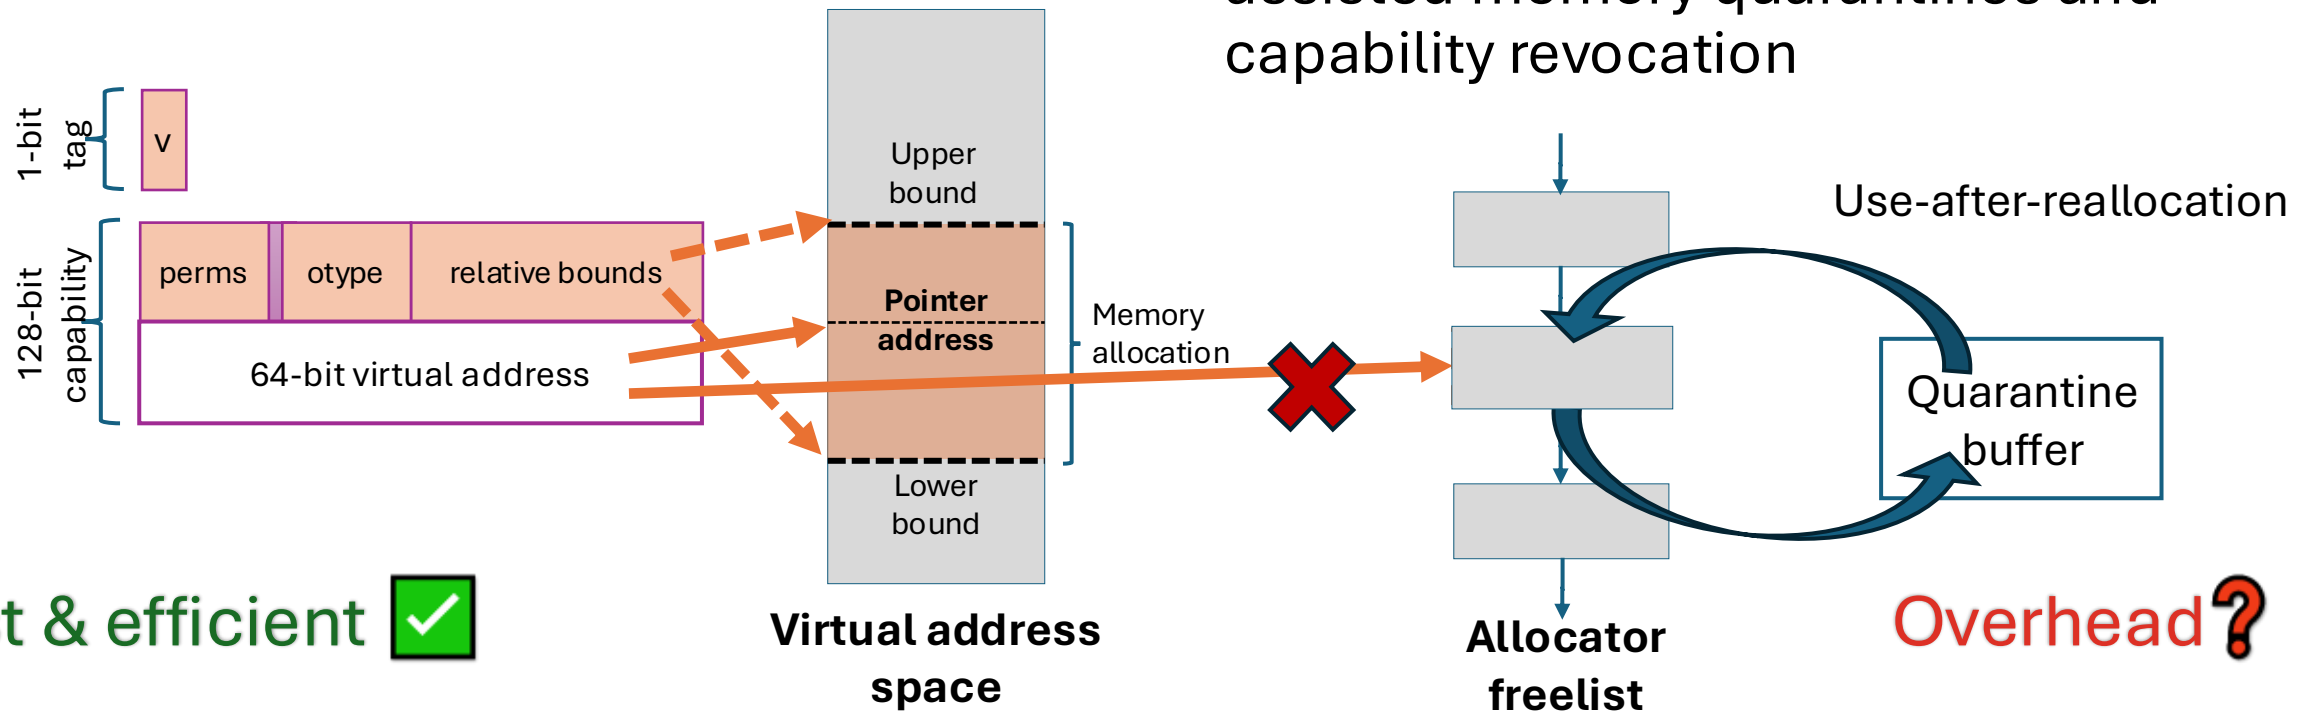 capability revocation
1-bit
tag
v
128-bit
capability
perms
otype
relative bounds
64-bit virtual address
Upper
bound
Pointer
address
Lower
bound
Memory
allocation
Virtual address
space
Use-after-reallocation
Quarantine
buffer
Allocator
freelist
& efficient
Overhead